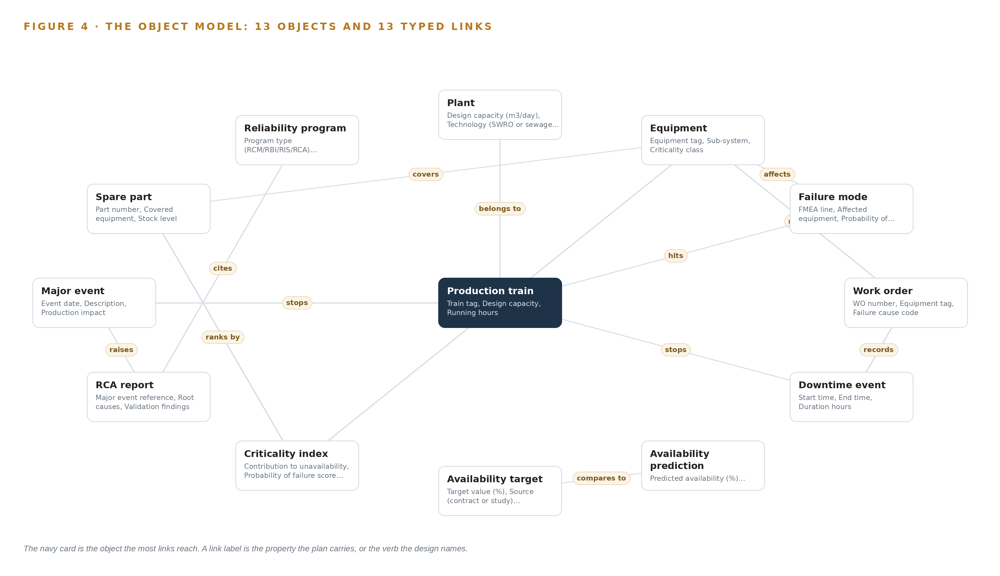 FIGURE 4 · THE OBJECT MODEL: 13 OBJECTS AND 13 TYPED LINKS
Plant
Design capacity (m3/day),
Technology (SWRO or sewage…
Reliability program
Program type
(RCM/RBI/RIS/RCA)…
Equipment
Equipment tag, Sub-system,
Criticality class
covers
affects
Spare part
Part number, Covered
equipment, Stock level
belongs to
Failure mode
FMEA line, Affected
equipment, Probability of…
hits
cites
Major event
Event date, Description,
Production impact
stops
Production train
Train tag, Design capacity,
Running hours
Work order
WO number, Equipment tag,
Failure cause code
ranks by
raises
stops
records
RCA report
Major event reference, Root
causes, Validation findings
Downtime event
Start time, End time,
Duration hours
Criticality index
Contribution to unavailability,
Probability of failure score…
Availability
prediction
Predicted availability (%)…
compares to
Availability target
Target value (%), Source
(contract or study)…
The navy card is the object the most links reach. A link label is the property the plan carries, or the verb the design names.